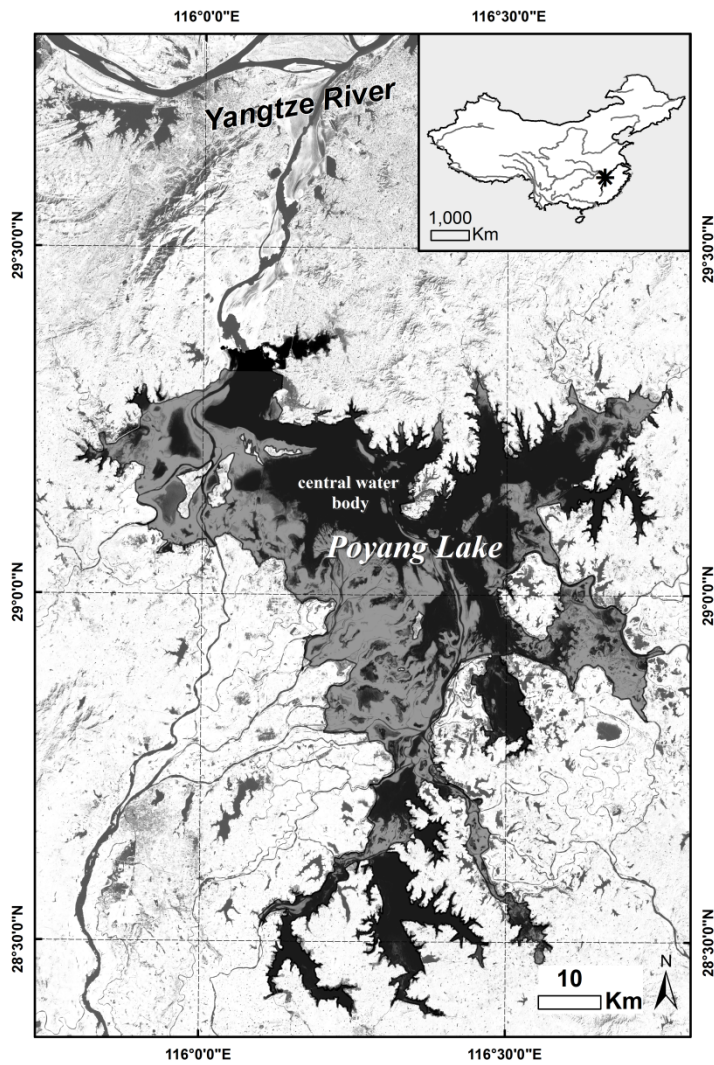 116°0'0"E
116°30'0"E
Yangtze River
1,000
Km
29°30'0"N
29°30'0"N
central water
body
Poyang Lake
29°0'0"N
29°0'0"N
28°30'0"N
28°30'0"N
N
10
Km
116°0'0"E
116°30'0"E